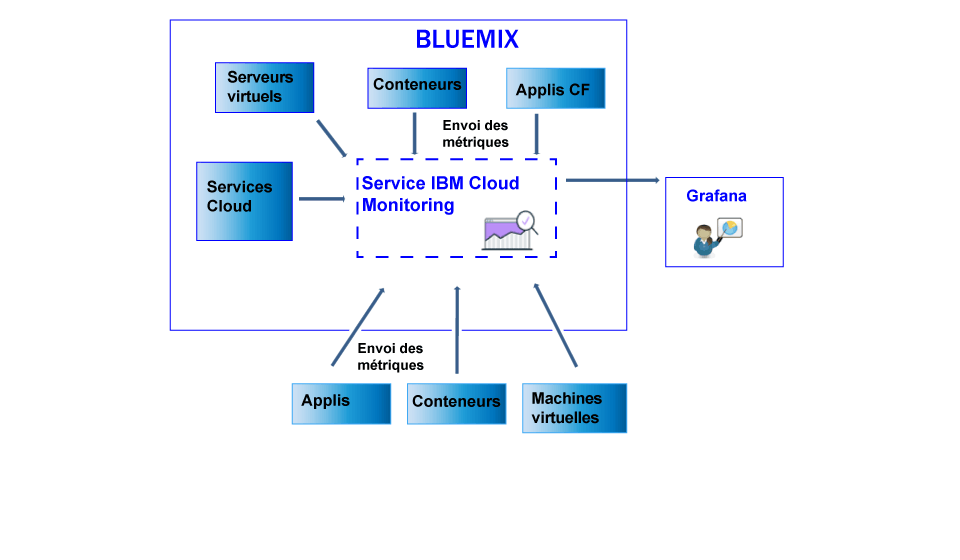 BLUEMIX
Serveurs
virtuels
Conteneurs
Applis CF
Envoi des
métriques
Services
Cloud
Service IBM Cloud
Monitoring
Grafana
Envoi des
métriques
Applis
Conteneurs
Machines
virtuelles